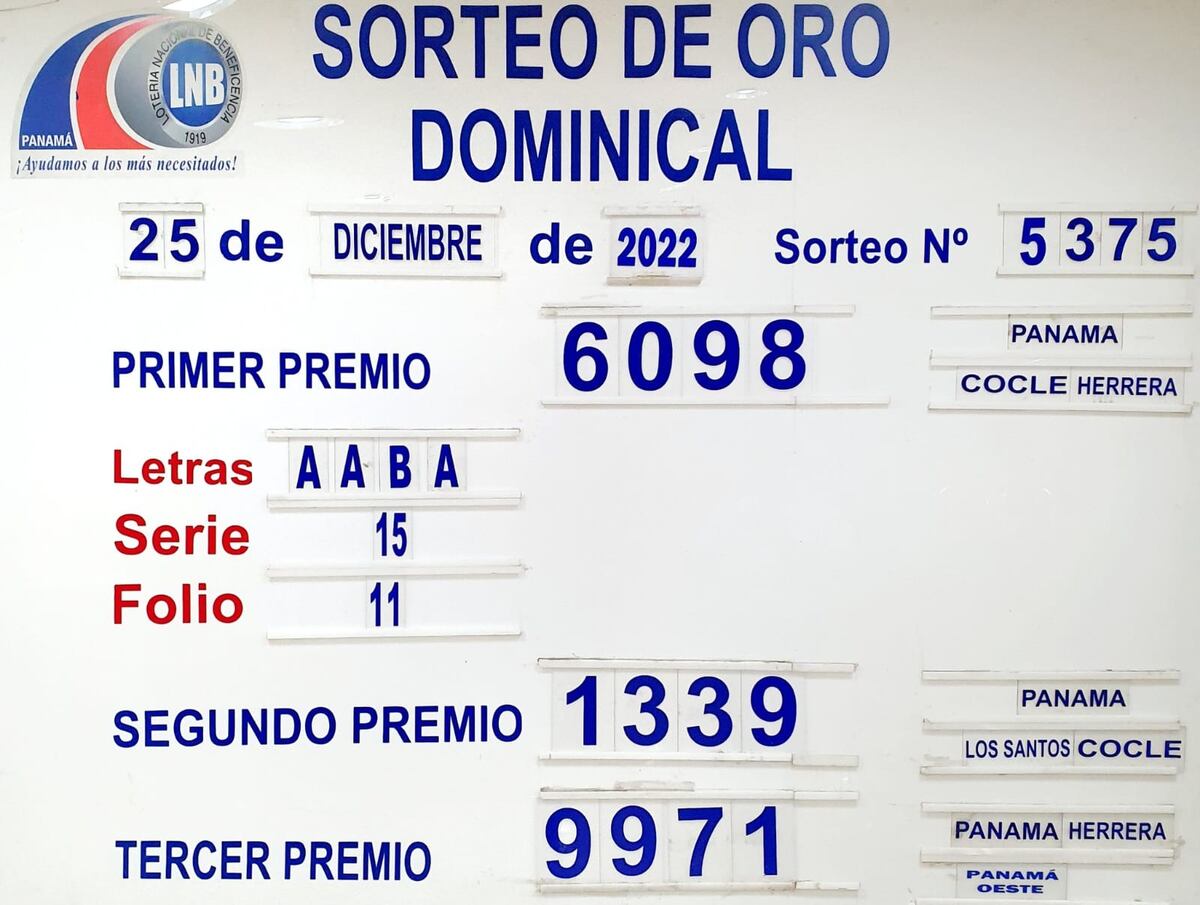 SORTEO DE ORO
DOMINICAL
LOTERIA NACIONAL DE BENEFICENCIA
LNB
1919
PANAMÁ
¡Ayudamos a los más necesitados!
25 de DICIEMBRE de 2022 Sorteo Nº 5375
PRIMER PREMIO 6098 PANAMA
COCLE HERRERA
Letras A A B A
Serie 15
Folio 11
SEGUNDO PREMIO 1339 PANAMA
LOS SANTOS COCLE
TERCER PREMIO 9971 PANAMA HERRERA
PANAMÁ
OESTE